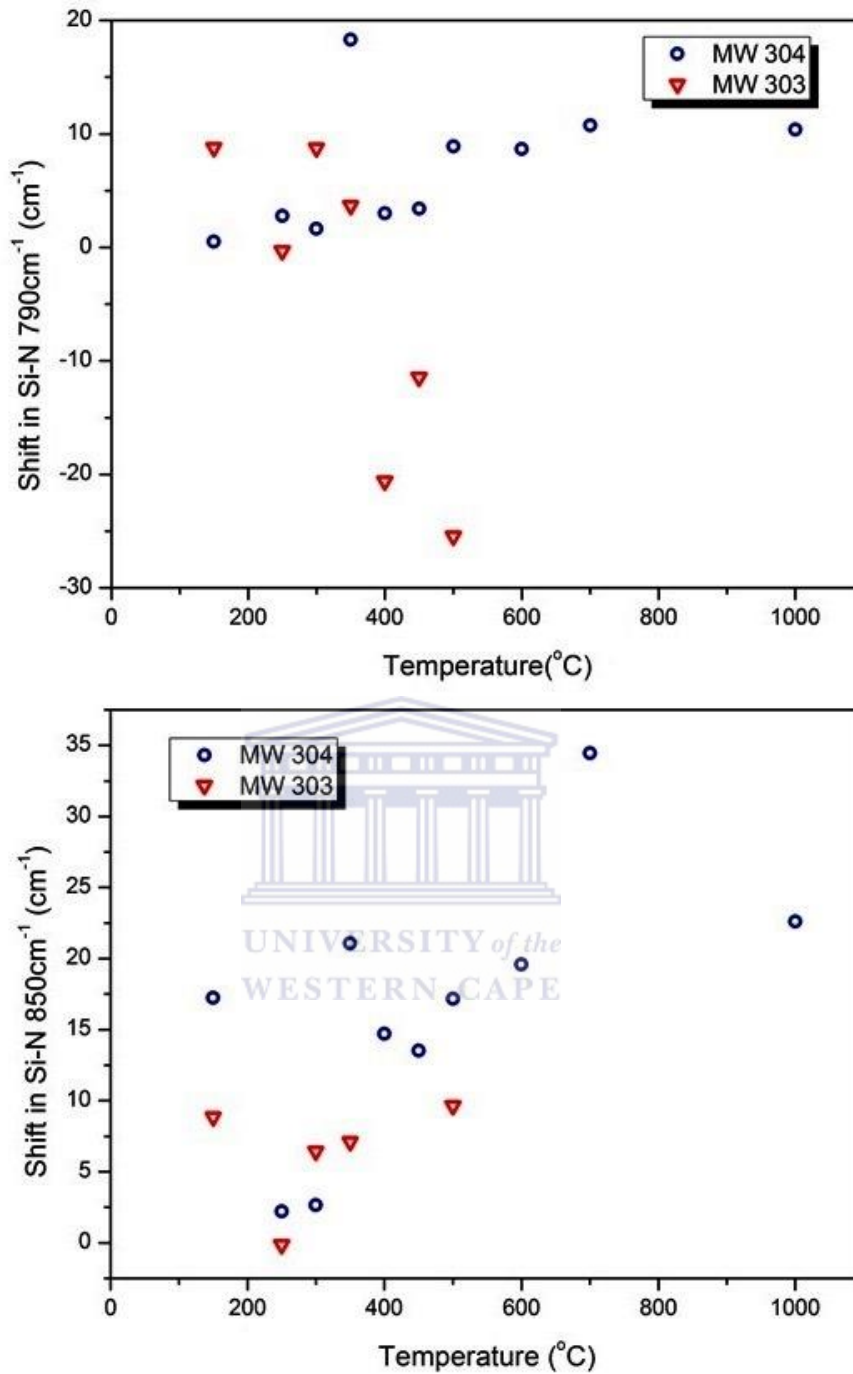 20
10
0
-10
-20
-30
0 200 400 600 800 1000
Shift in Si-N 790cm⁻¹ (cm⁻¹)
Temperature(°C)
MW 304
MW 303
35
30
25
20
15
10
5
0
0 200 400 600 800 1000
Shift in Si-N 850cm⁻¹ (cm⁻¹)
Temperature (°C)
MW 304
MW 303
UNIVERSITY of the
WESTERN CAPE